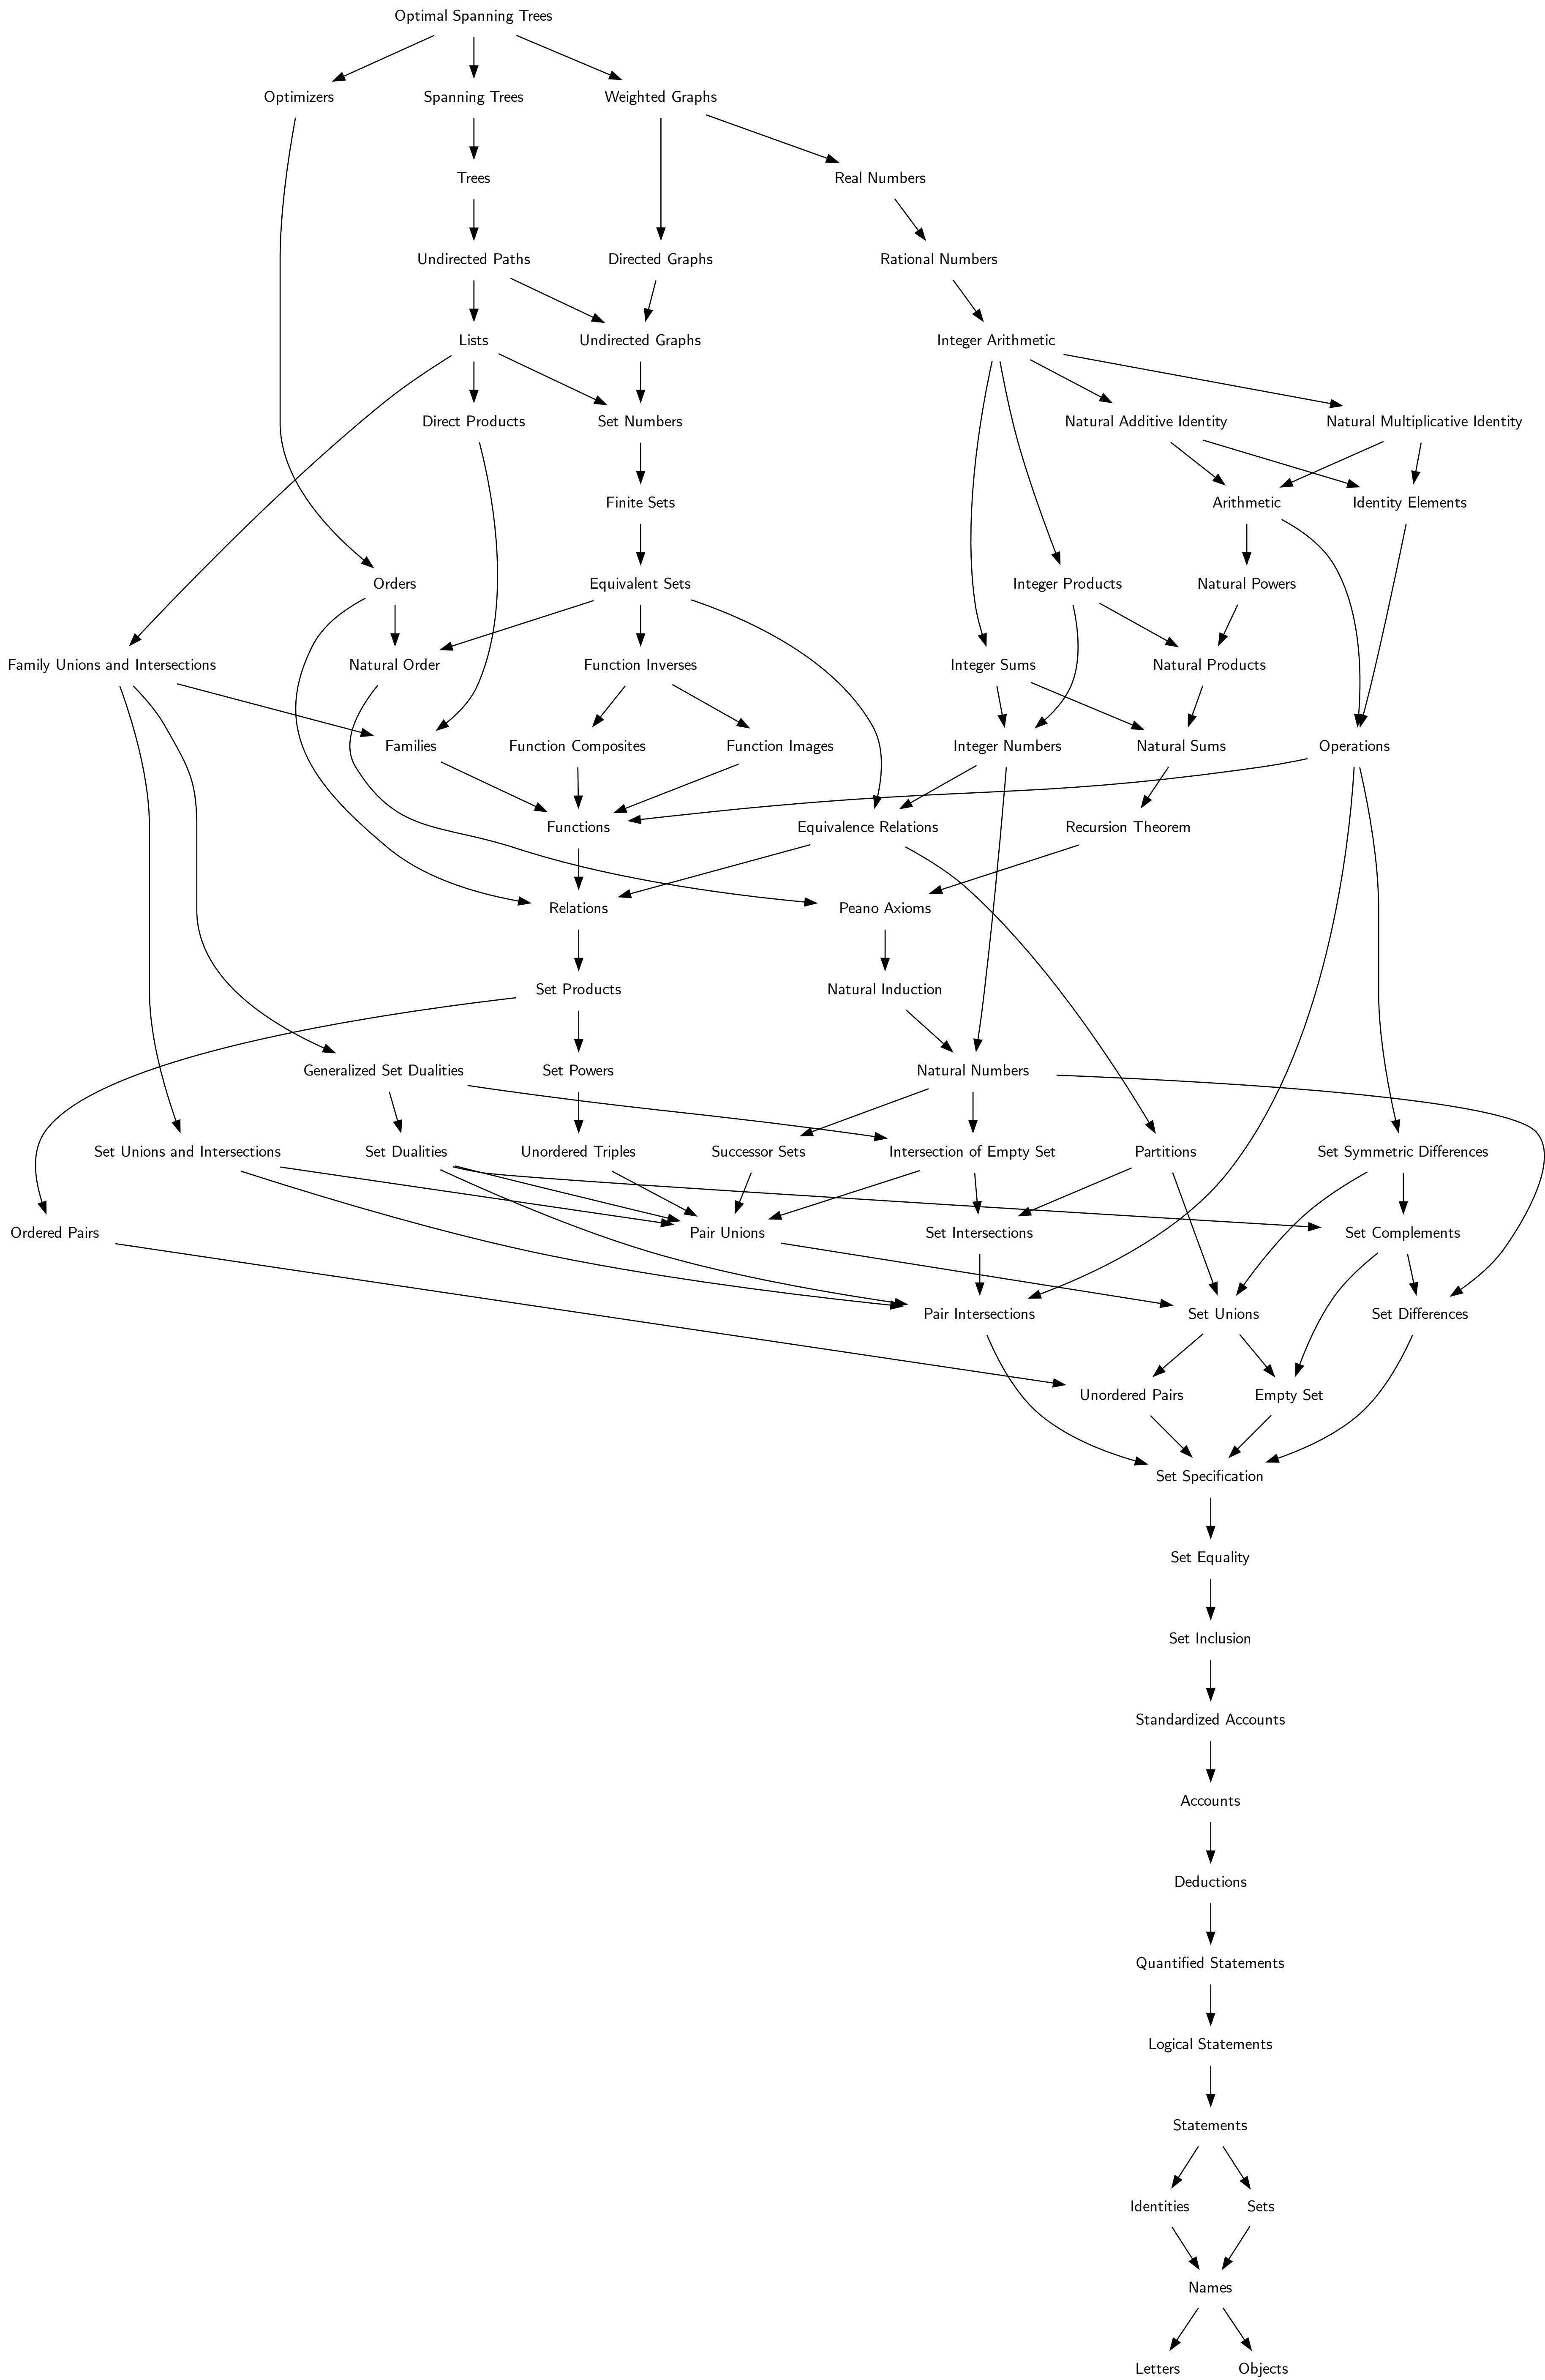 Optimal Spanning Trees
Optimizers
Spanning Trees
Weighted Graphs
Trees
Real Numbers
Undirected Paths
Directed Graphs
Rational Numbers
Lists
Undirected Graphs
Integer Arithmetic
Direct Products
Set Numbers
Natural Additive Identity
Natural Multiplicative Identity
Finite Sets
Arithmetic
Identity Elements
Orders
Equivalent Sets
Integer Products
Natural Powers
Family Unions and Intersections
Natural Order
Function Inverses
Integer Sums
Natural Products
Families
Function Composites
Function Images
Integer Numbers
Natural Sums
Operations
Functions
Equivalence Relations
Recursion Theorem
Relations
Peano Axioms
Set Products
Natural Induction
Generalized Set Dualities
Set Powers
Natural Numbers
Set Unions and Intersections
Set Dualities
Unordered Triples
Successor Sets
Intersection of Empty Set
Partitions
Set Symmetric Differences
Ordered Pairs
Pair Unions
Set Intersections
Set Complements
Pair Intersections
Set Unions
Set Differences
Unordered Pairs
Empty Set
Set Specification
Set Equality
Set Inclusion
Standardized Accounts
Accounts
Deductions
Quantified Statements
Logical Statements
Statements
Identities
Sets
Names
Letters
Objects